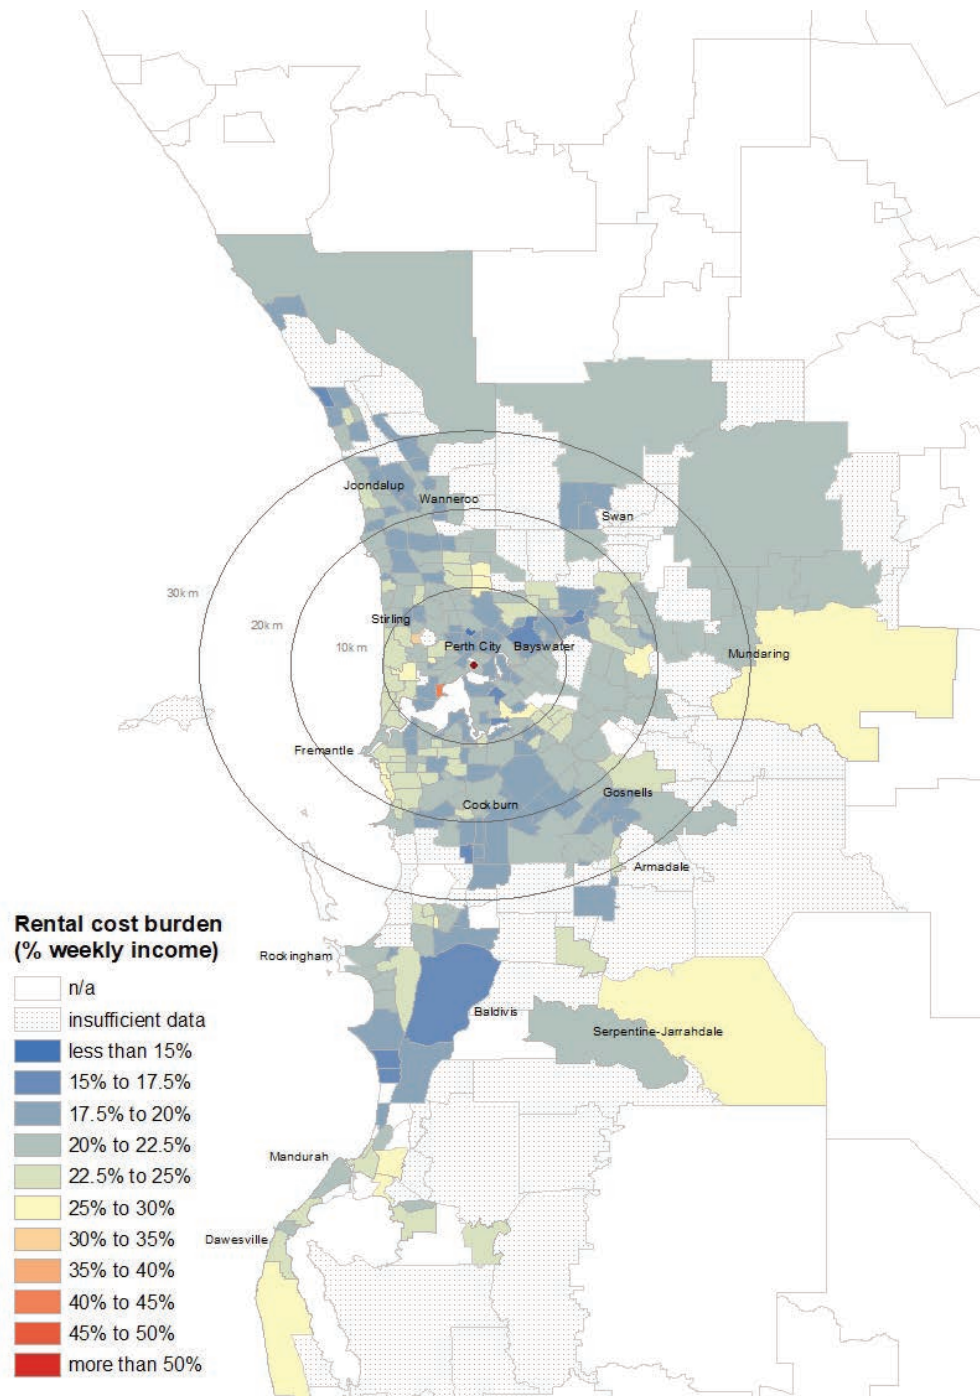 Joondalup
Wanneroo
Swan
30k m
20k m
Stirling
10k m
Perth City
Bayswater
Mundaring
Fremantle
Gosnells
Cockburn
Armadale
Rental cost burden
(% weekly income)
Rockingham
n/a
Baldivis
insufficient data
Serpentine-Jarrahdale
less than 15%
15% to 17.5%
17.5% to 20%
20% to 22.5%
Mandurah
22.5% to 25%
25% to 30%
Dawesville
30% to 35%
35% to 40%
40% to 45%
45% to 50%
more than 50%